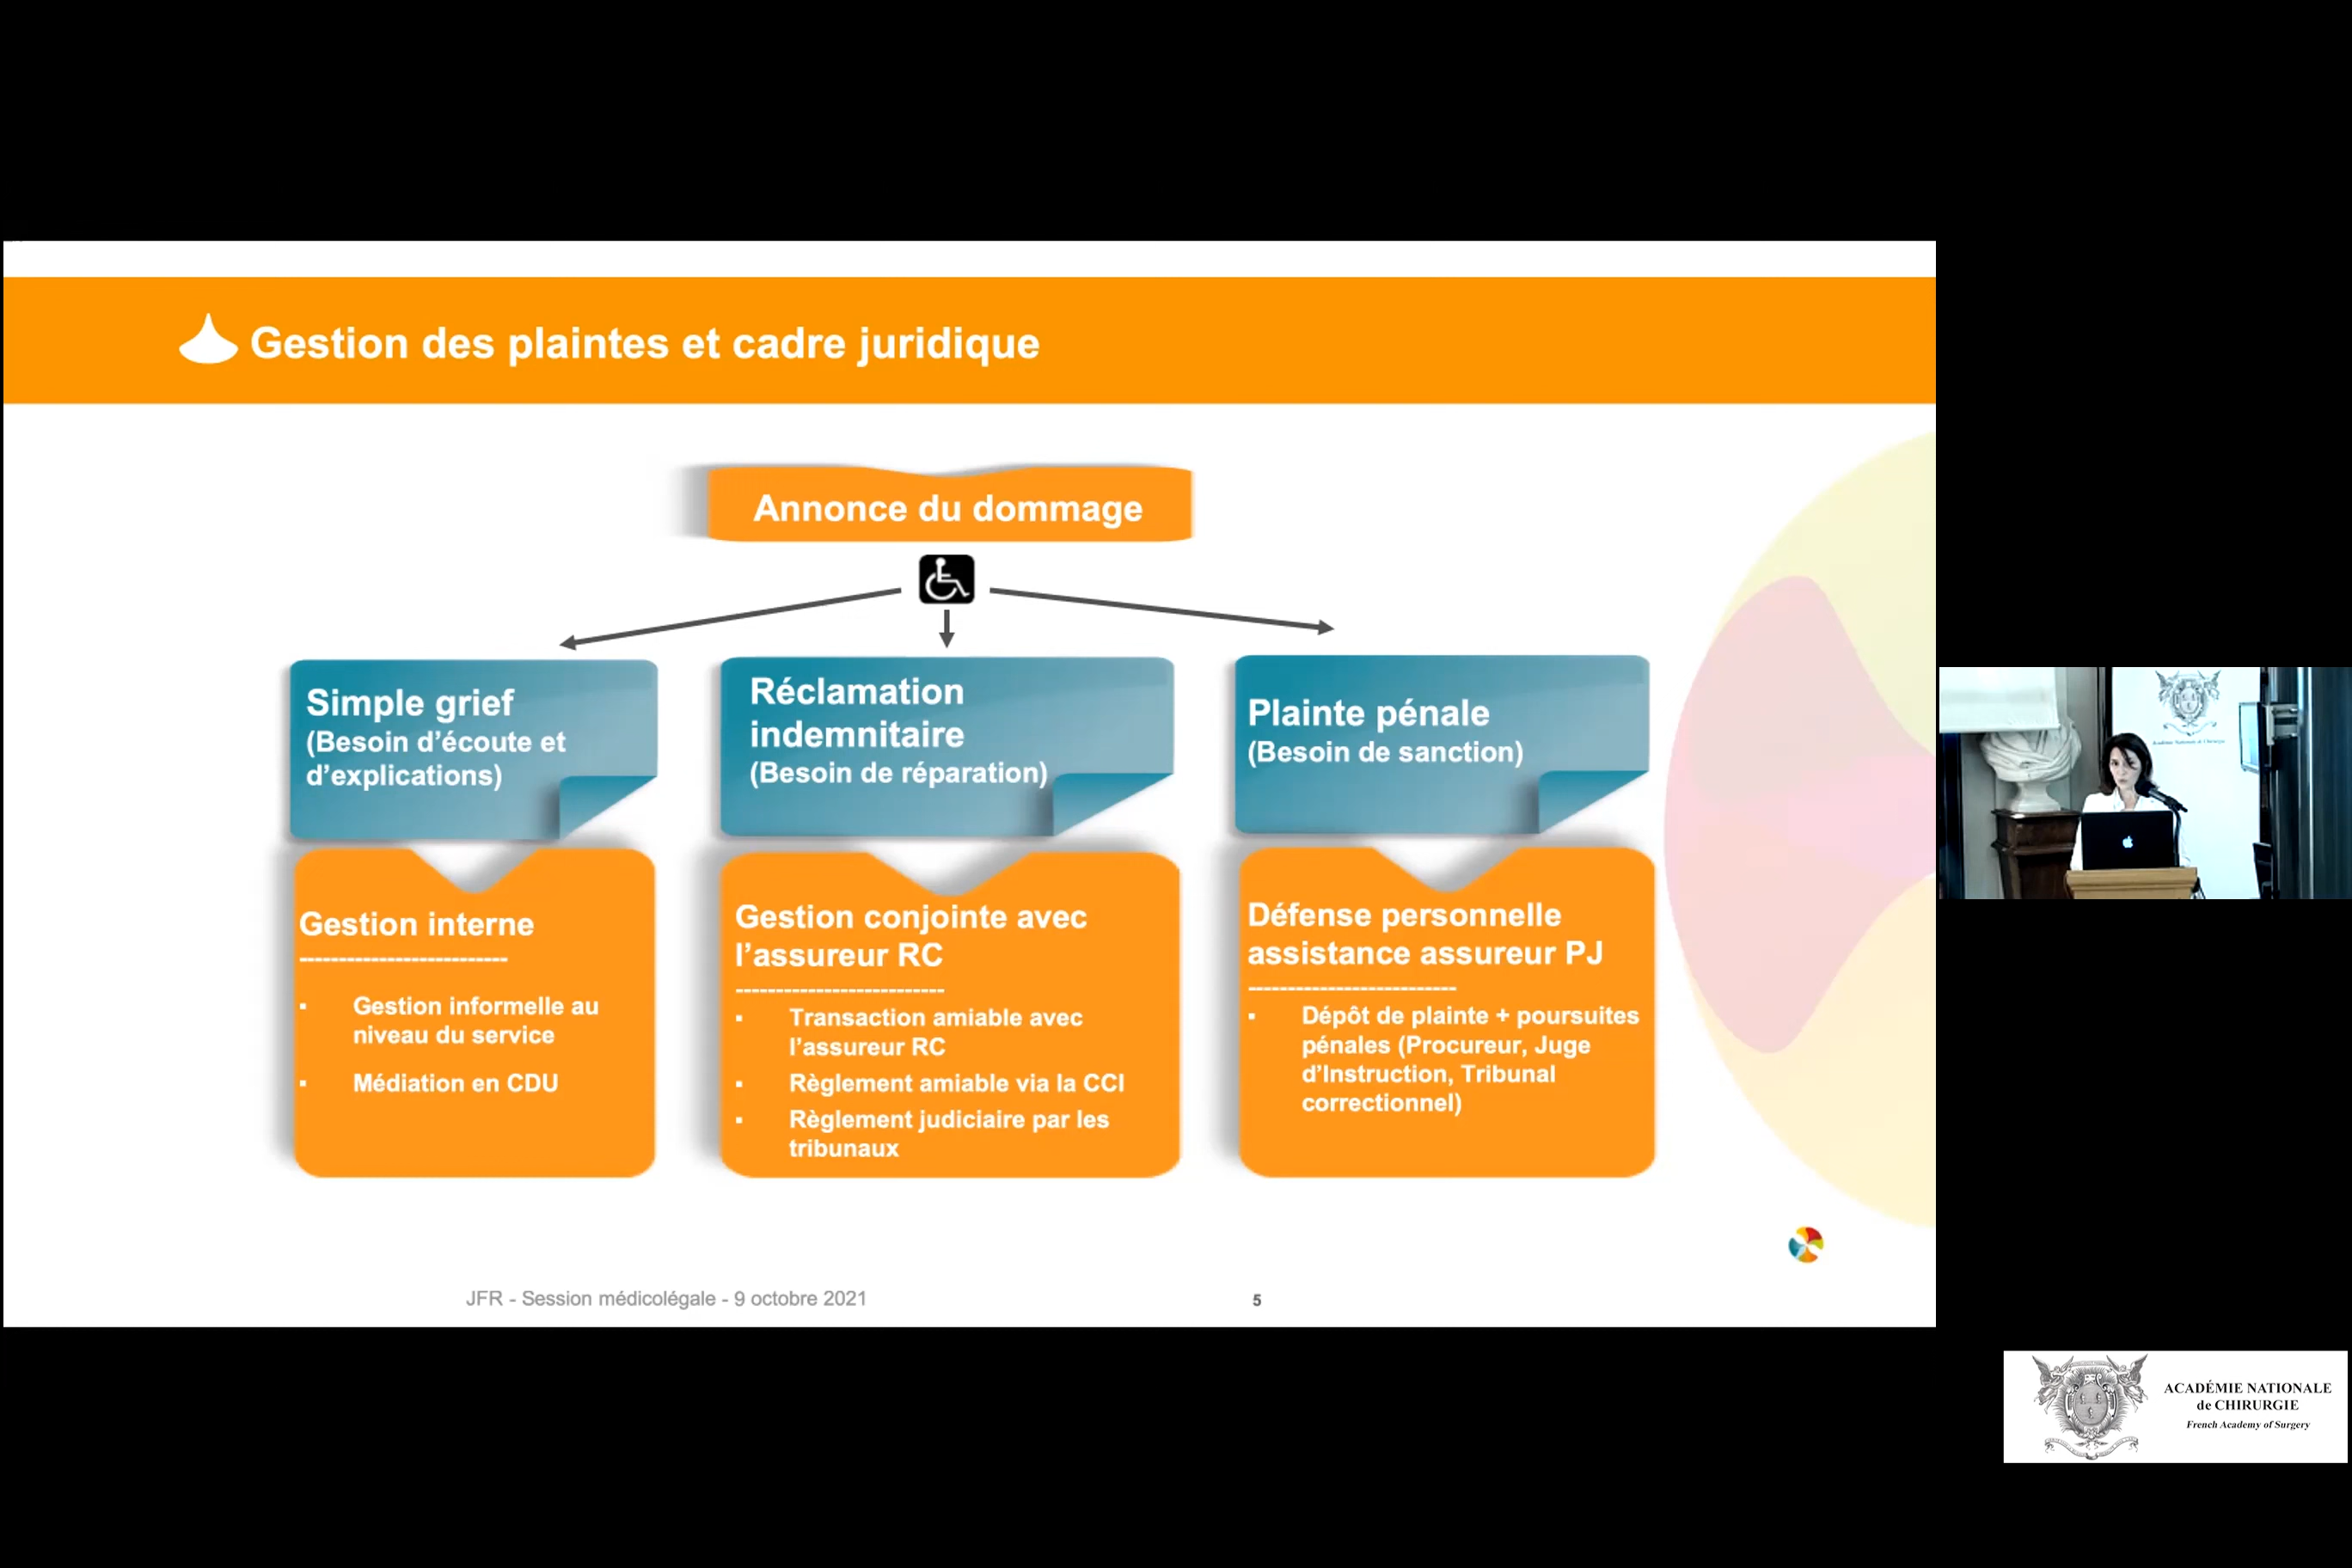 Gestion des plaintes et cadre juridique
Annonce du dommage
Simple grief
(Besoin d'écoute et
d'explications)
Réclamation
indemnitaire
(Besoin de réparation)
Plainte pénale
(Besoin de sanction)
Gestion interne
--------------------------
▪ Gestion informelle au
niveau du service
▪ Médiation en CDU
Gestion conjointe avec
l'assureur RC
--------------------------
▪ Transaction amiable avec
l'assureur RC
▪ Règlement amiable via la CCI
▪ Règlement judiciaire par les
tribunaux
Défense personnelle
assistance assureur PJ
--------------------------
▪ Dépôt de plainte + poursuites
pénales (Procureur, Juge
d'Instruction, Tribunal
correctionnel)
JFR - Session médicolégale - 9 octobre 2021
5
ACADÉMIE NATIONALE
de CHIRURGIE
French Academy of Surgery